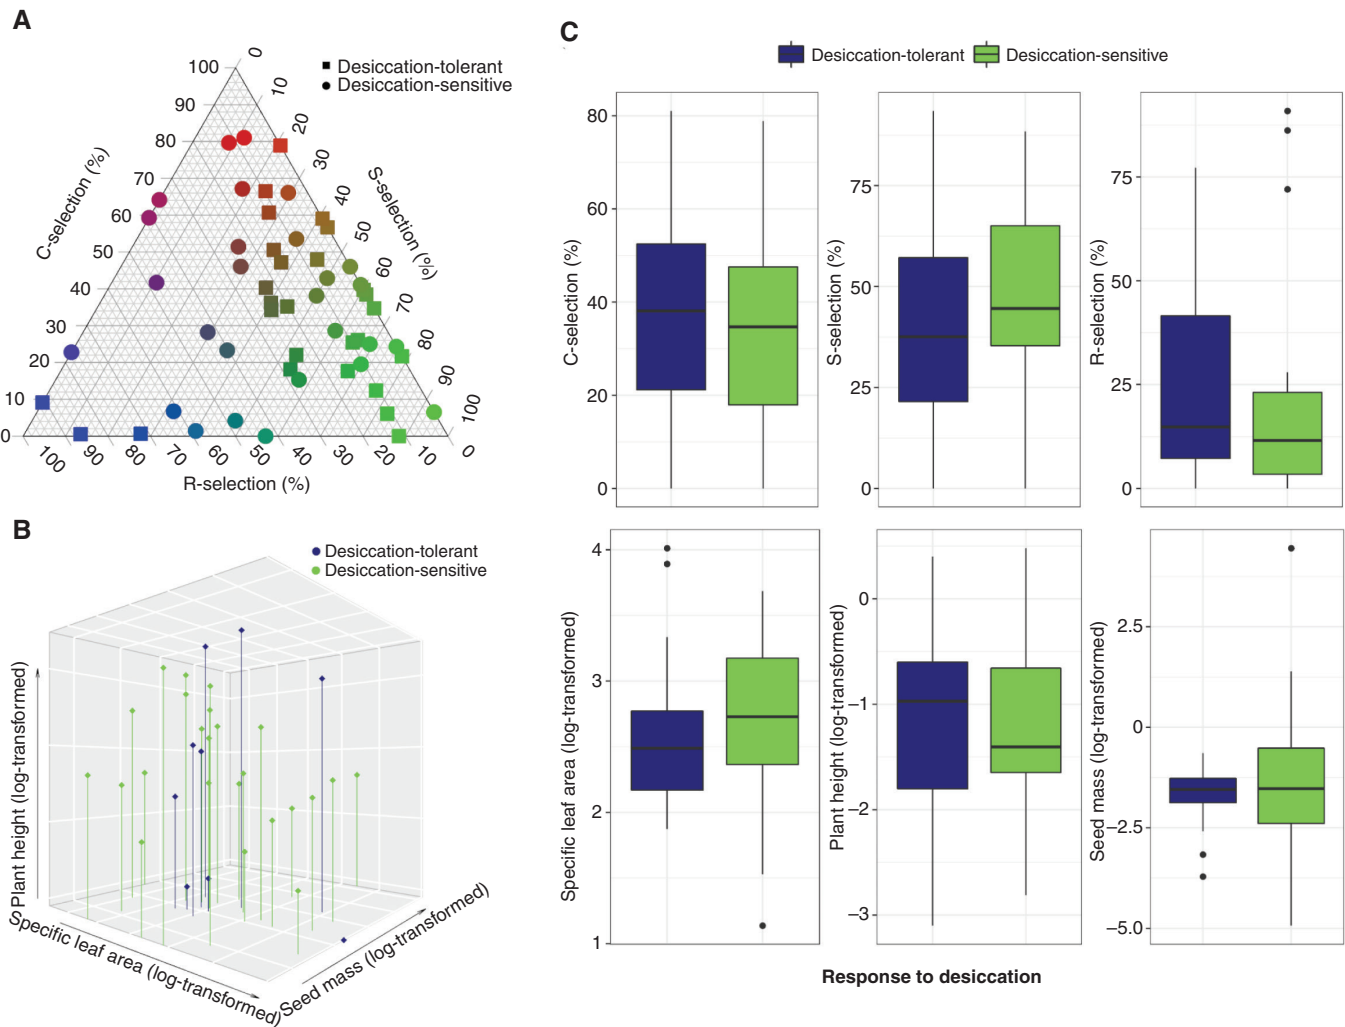 A
Desiccation-tolerant
Desiccation-sensitive
C-selection (%)
100
90
80
70
60
50
40
30
20
10
0
S-selection (%)
0
10
20
30
40
50
60
70
80
90
100
100
90
80
70
60
50
40
30
20
10
0
R-selection (%)
B
Desiccation-tolerant
Desiccation-sensitive
Plant height (log-transformed)
Specific leaf area (log-transformed)
Seed mass (log-transformed)
C
Desiccation-tolerant
Desiccation-sensitive
C-selection (%)
80
60
40
20
0
S-selection (%)
75
50
25
0
R-selection (%)
75
50
25
0
Specific leaf area (log-transformed)
4
3
2
1
Plant height (log-transformed)
0
−1
−2
−3
Seed mass (log-transformed)
2.5
0
−2.5
−5.0
Response to desiccation